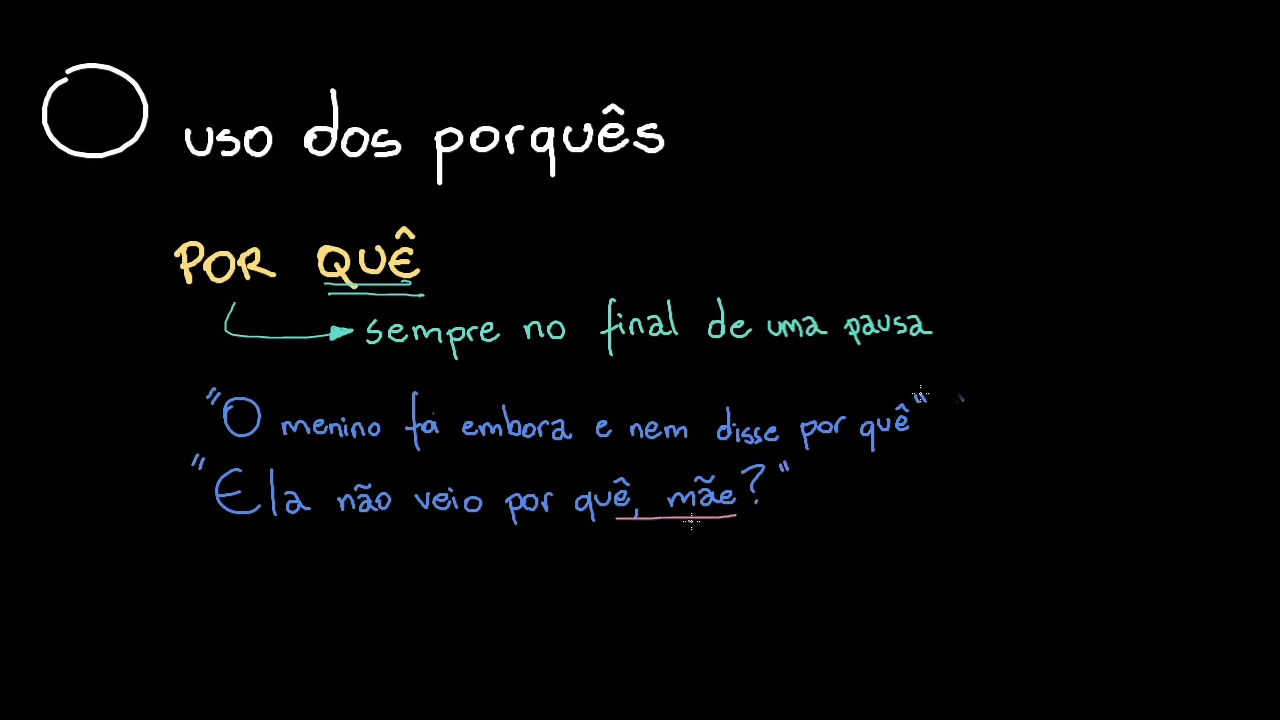 O uso dos porquês
POR QUÊ
sempre no final de uma pausa
"O menino foi embora e nem disse por quê"
"Ela não veio por quê, mãe?"